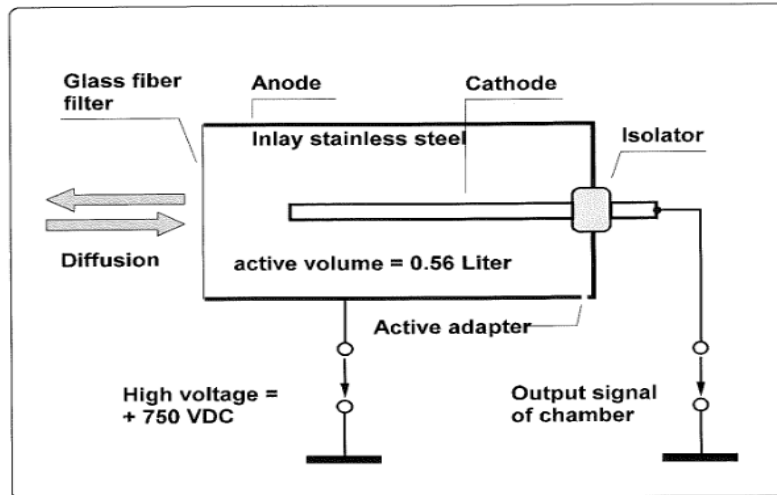 Glass fiber
filter
Anode
Cathode
Inlay stainless steel
Isolator
Diffusion
active volume = 0.56 Liter
Active adapter
High voltage =
+ 750 VDC
Output signal
of chamber